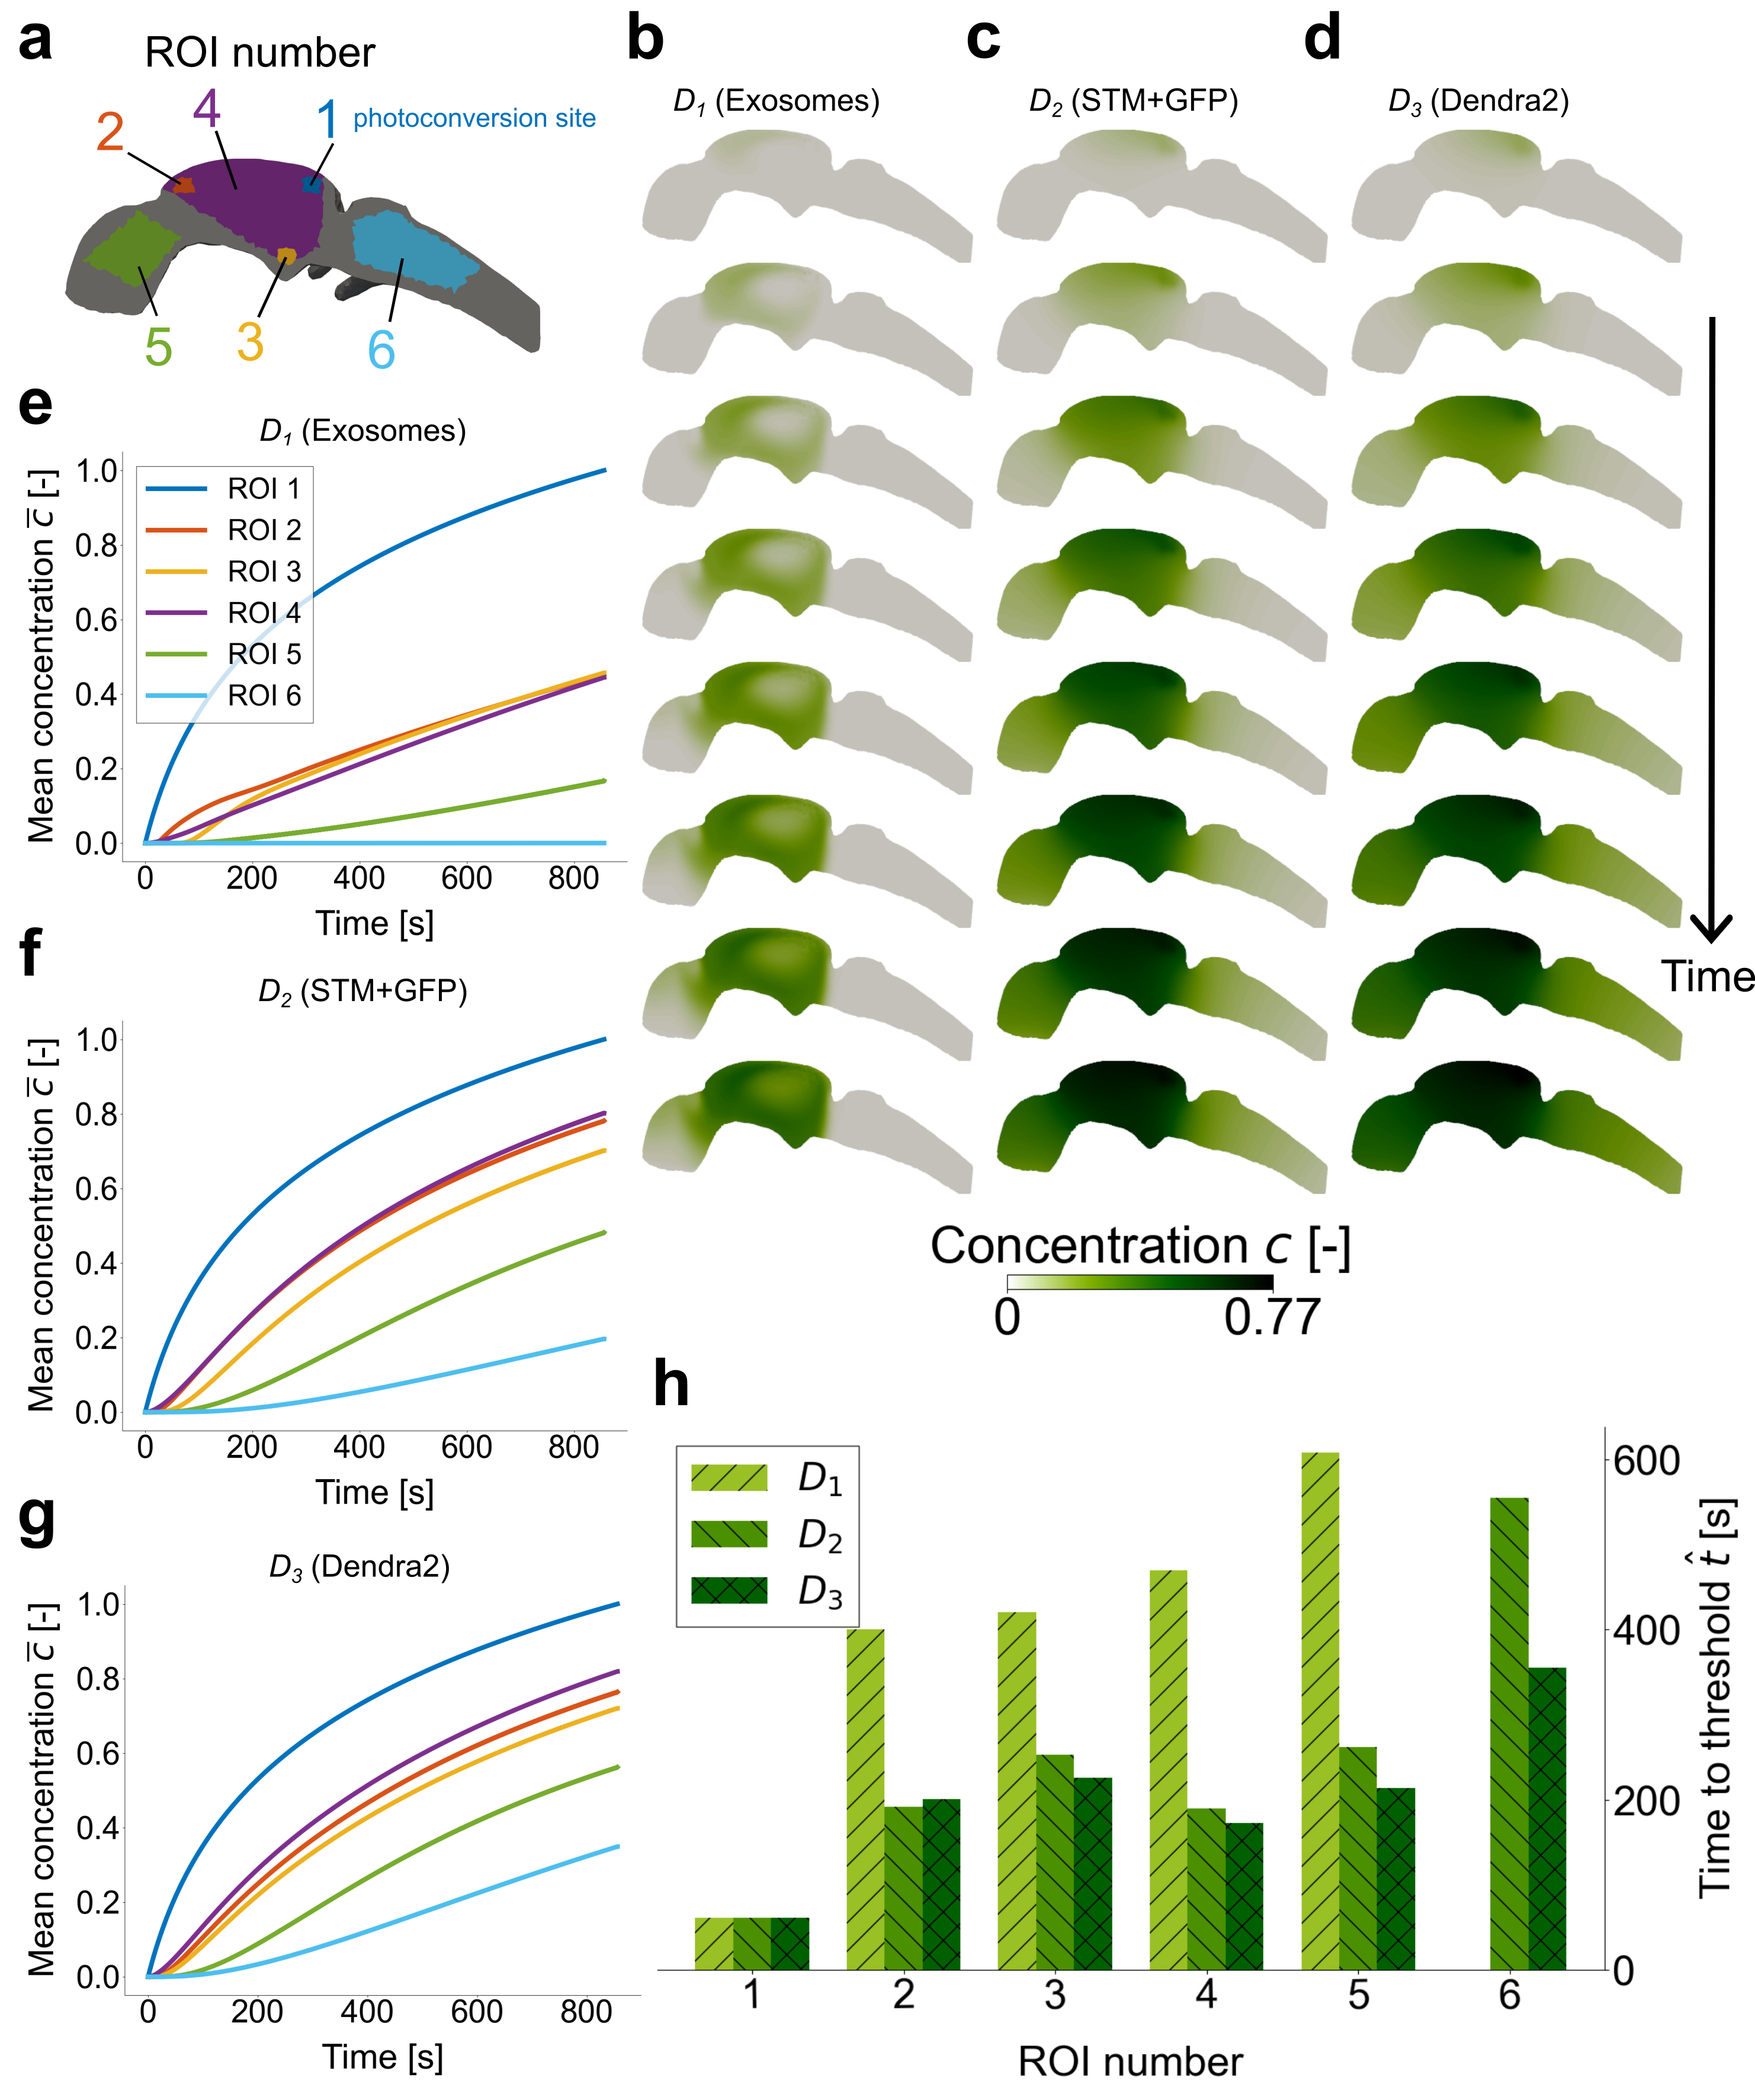 a
ROI number
2
4
1 photoconversion site
5
3
6
b
D1 (Exosomes)
c
D2 (STM+GFP)
d
D3 (Dendra2)
Time
Concentration c [-]
0
0.77
e
D1 (Exosomes)
Mean concentration c̅ [-]
1.0
0.8
0.6
0.4
0.2
0.0
ROI 1
ROI 2
ROI 3
ROI 4
ROI 5
ROI 6
0 200 400 600 800
Time [s]
f
D2 (STM+GFP)
Mean concentration c̅ [-]
1.0
0.8
0.6
0.4
0.2
0.0
0 200 400 600 800
Time [s]
g
D3 (Dendra2)
Mean concentration c̅ [-]
1.0
0.8
0.6
0.4
0.2
0.0
0 200 400 600 800
Time [s]
h
D1
D2
D3
600
400
200
0
Time to threshold t̂ [s]
1 2 3 4 5 6
ROI number